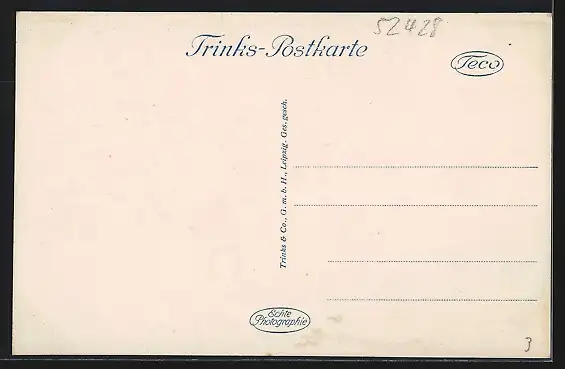 52428
Trinks-Postkarte
Teco
Trinks & Co., G. m. b. H., Leipzig. Ges. gesch.
Echte
Photographie
3